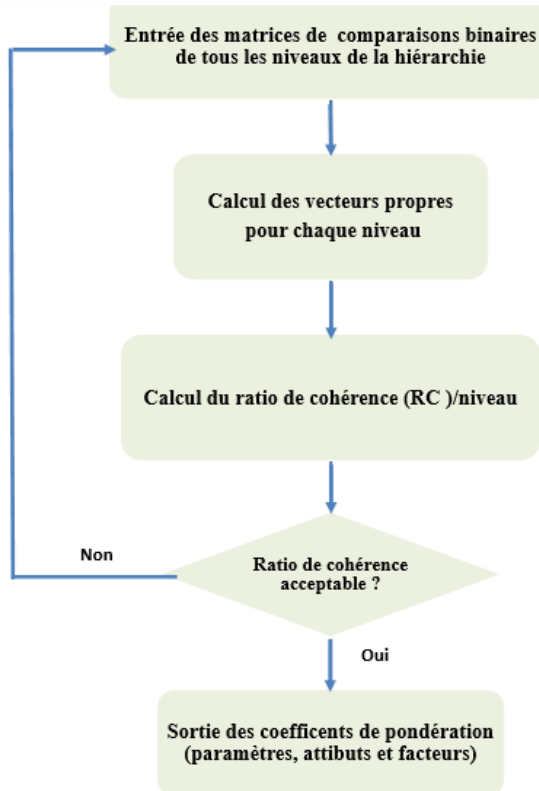 Entrée des matrices de comparaisons binaires
de tous les niveaux de la hiérarchie
Calcul des vecteurs propres
pour chaque niveau
Calcul du ratio de cohérence (RC )/niveau
Ratio de cohérence
acceptable ?
Non
Oui
Sortie des coefficents de pondération
(paramètres, attibuts et facteurs)